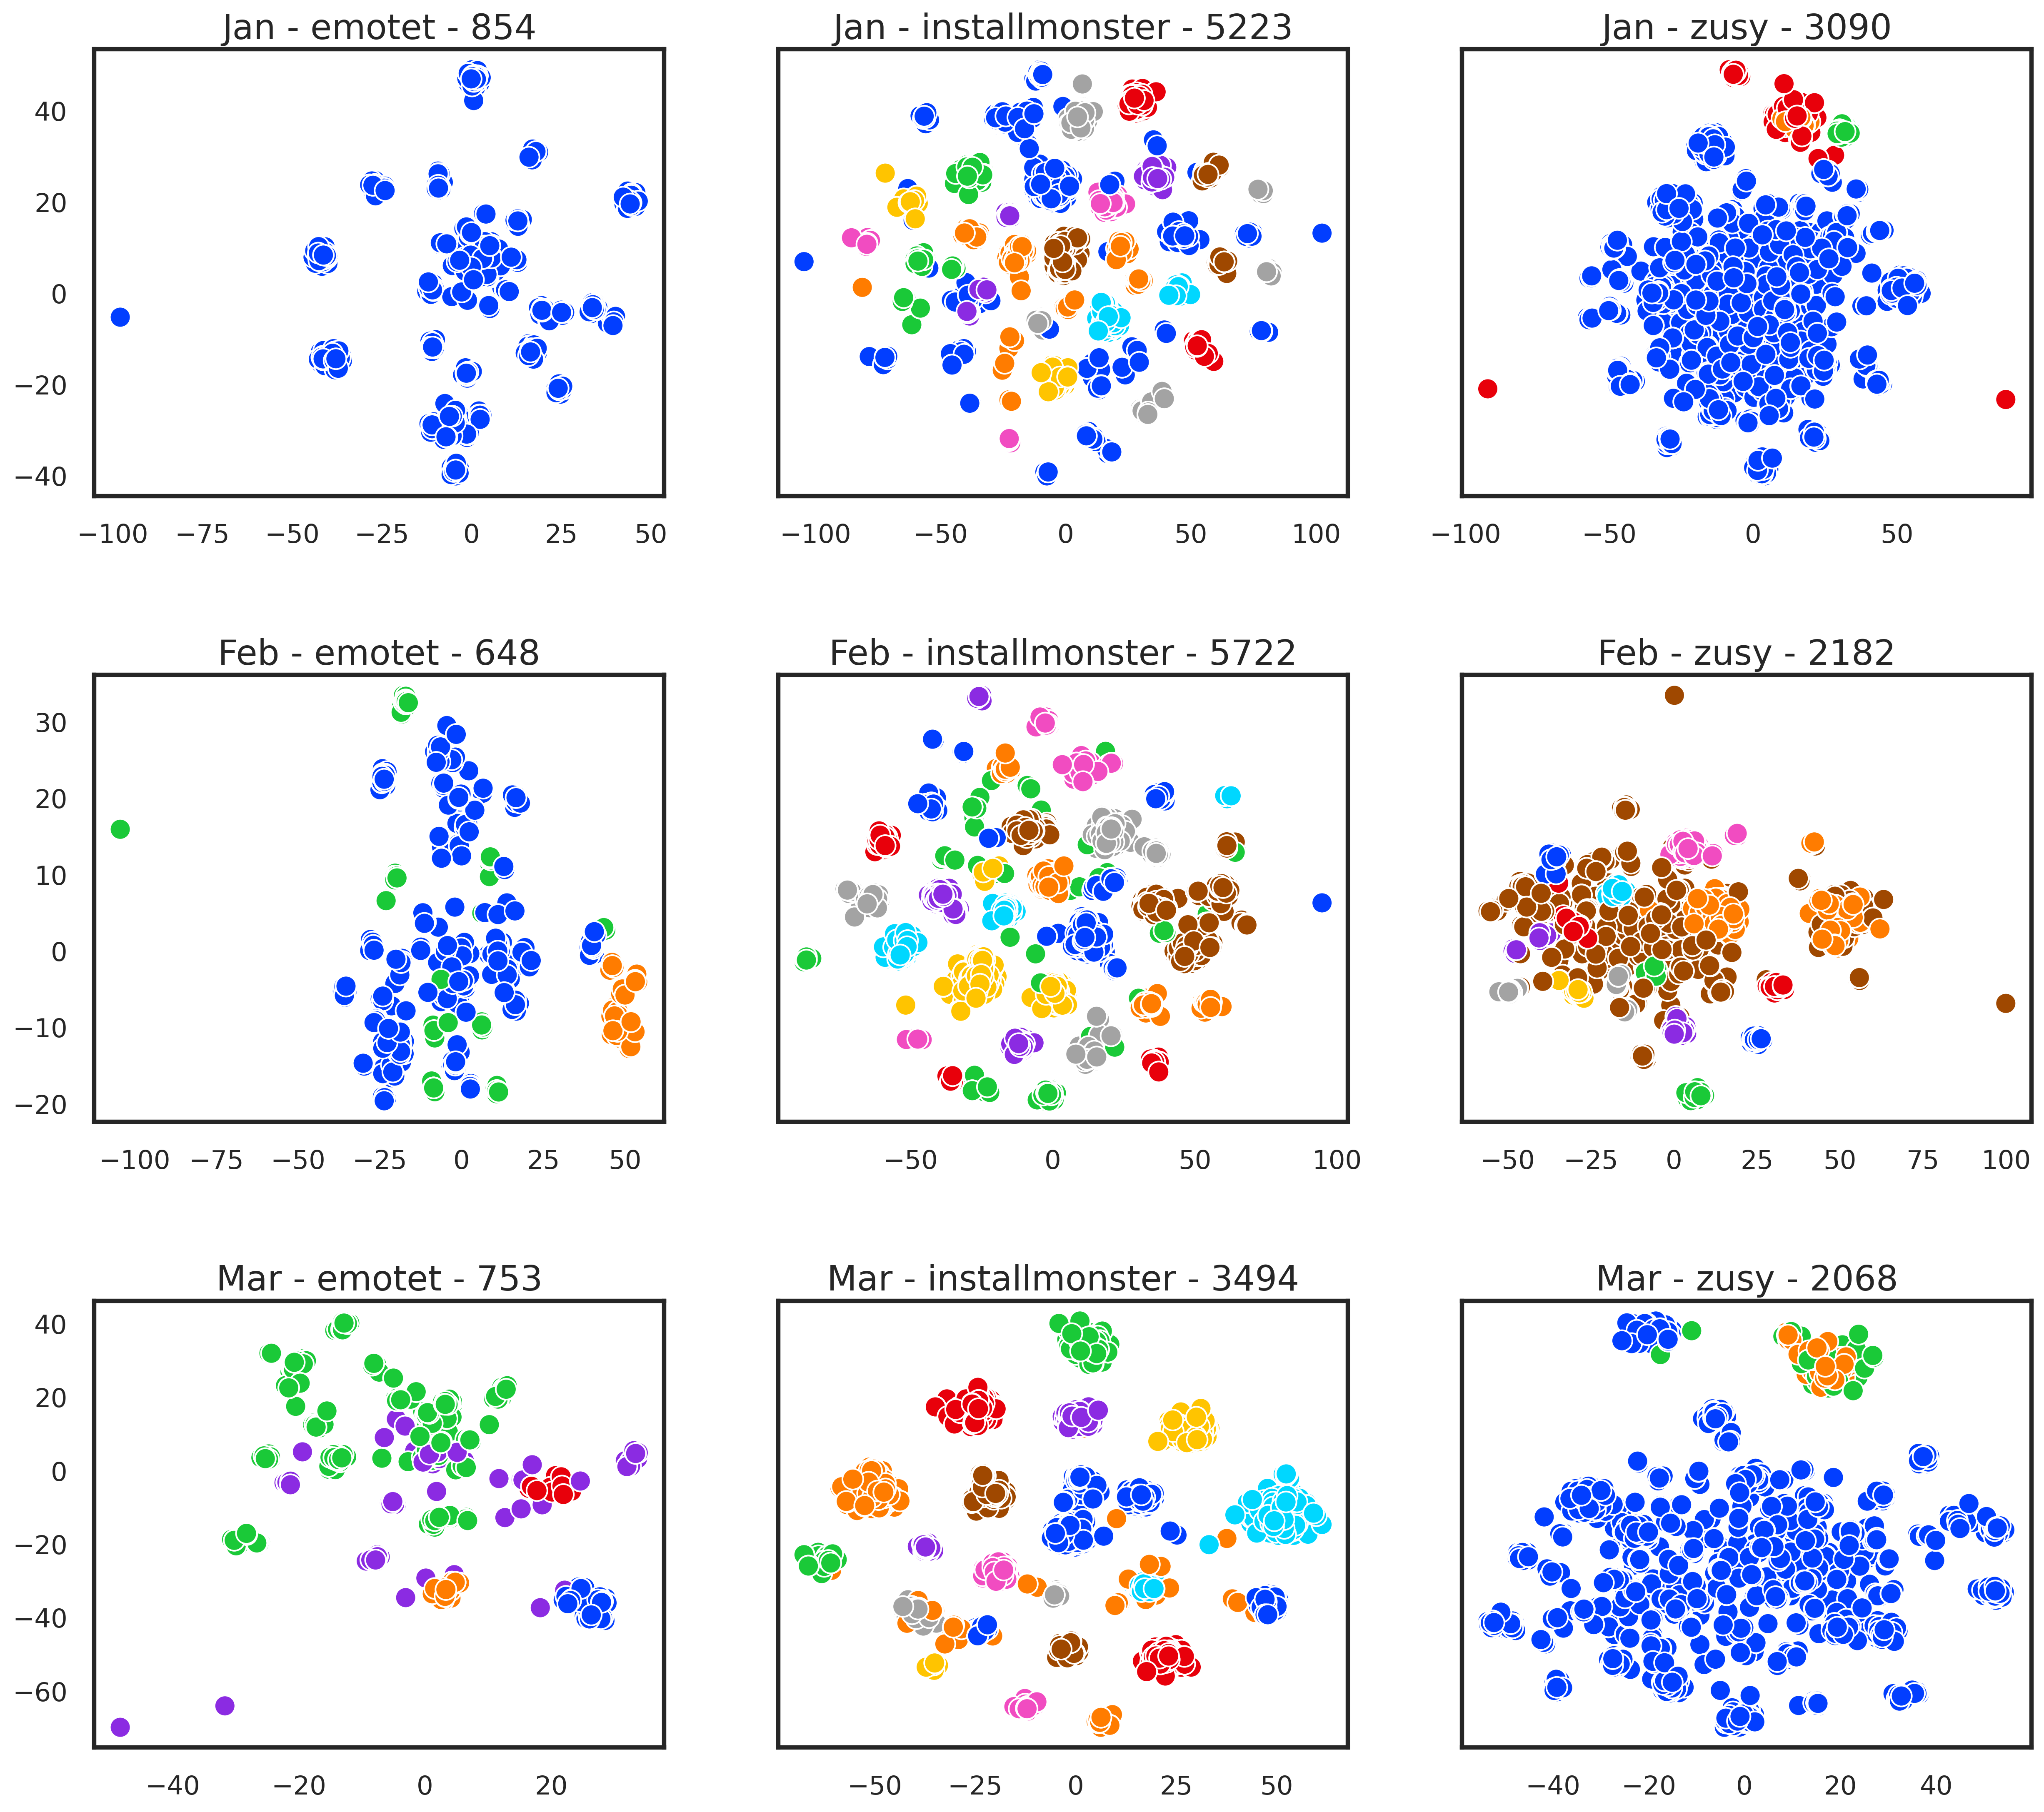 Jan - emotet - 854
Jan - installmonster - 5223
Jan - zusy - 3090
40
20
0
−20
−40
−100 −75 −50 −25 0 25 50
−100 −50 0 50 100
−100 −50 0 50
Feb - emotet - 648
Feb - installmonster - 5722
Feb - zusy - 2182
30
20
10
0
−10
−20
−100 −75 −50 −25 0 25 50
−50 0 50 100
−50 −25 0 25 50 75 100
Mar - emotet - 753
Mar - installmonster - 3494
Mar - zusy - 2068
40
20
0
−20
−40
−60
−40 −20 0 20
−50 −25 0 25 50
−40 −20 0 20 40